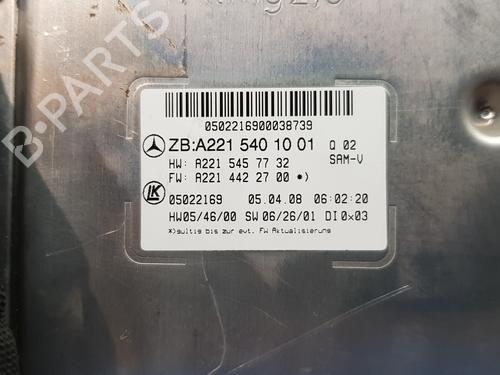 0502216900038739
ZB:A221 540 10 01 Q 02
HW: A221 545 77 32 SAM-V
FW: A221 442 27 00 *)
LK
05022169 05.04.08 06:02:20
HW05/46/00 SW 06/26/01 DI0x03
*)gultig bis zur evt. FW Aktualisierung
B-PARTS